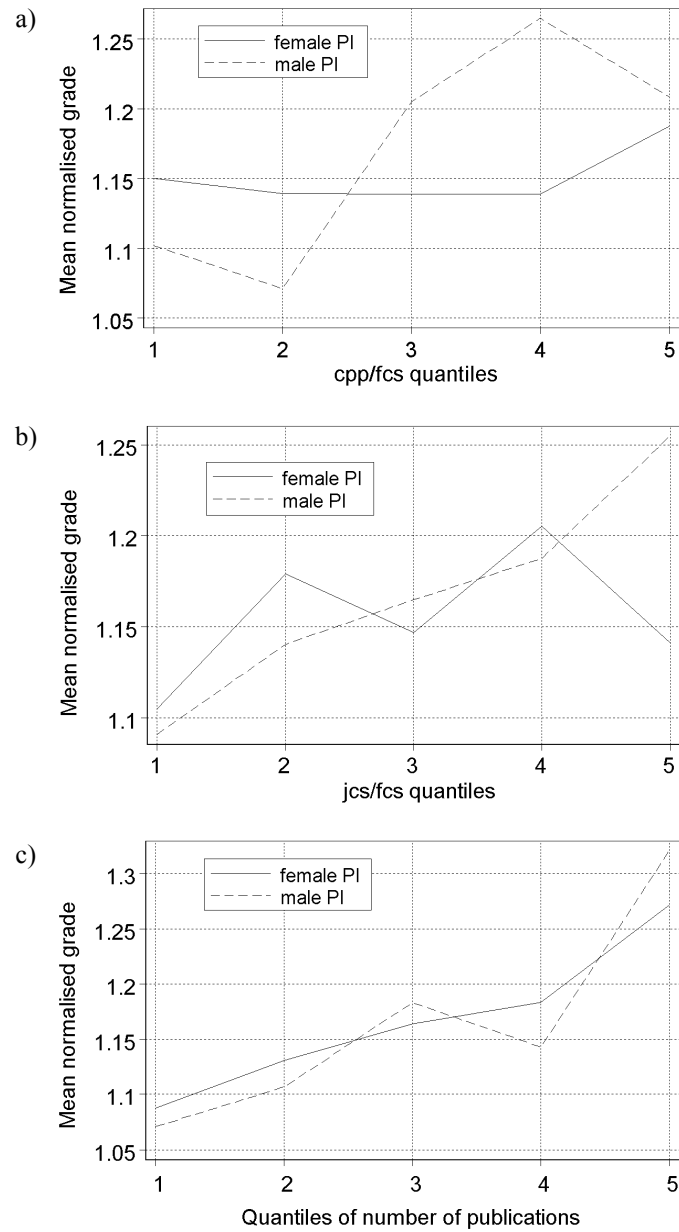 a)
1.25
1.2
1.15
1.1
1.05
Mean normalised grade
female PI
male PI
1 2 3 4 5
cpp/fcs quantiles
b)
1.25
1.2
1.15
1.1
Mean normalised grade
female PI
male PI
1 2 3 4 5
jcs/fcs quantiles
c)
1.3
1.25
1.2
1.15
1.1
1.05
Mean normalised grade
female PI
male PI
1 2 3 4 5
Quantiles of number of publications